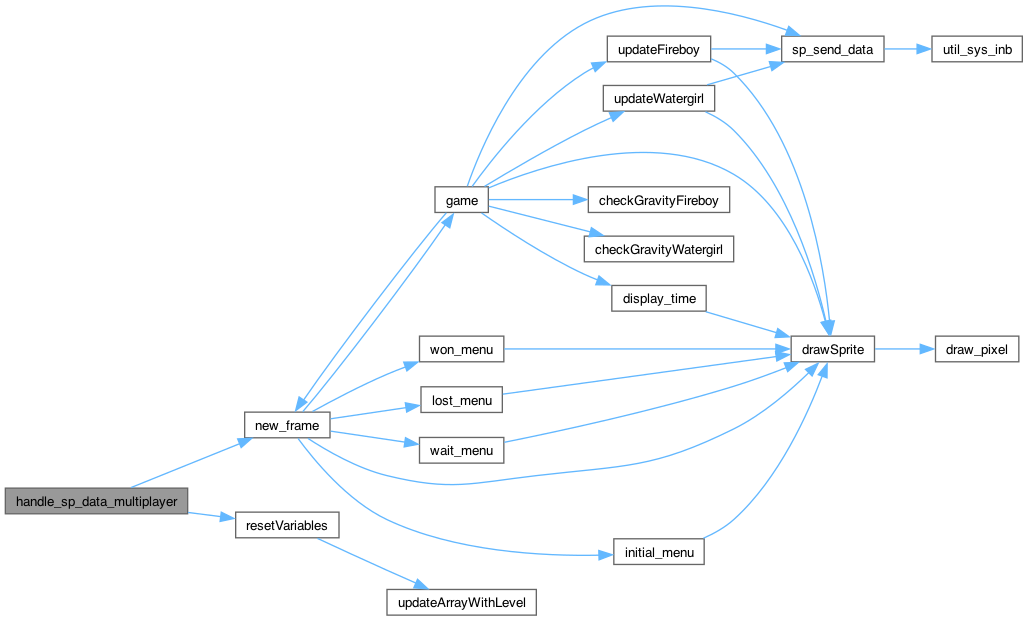 updateFireboy
sp_send_data
util_sys_inb
updateWatergirl
game
checkGravityFireboy
checkGravityWatergirl
display_time
won_menu
drawSprite
draw_pixel
lost_menu
new_frame
wait_menu
handle_sp_data_multiplayer
resetVariables
initial_menu
updateArrayWithLevel